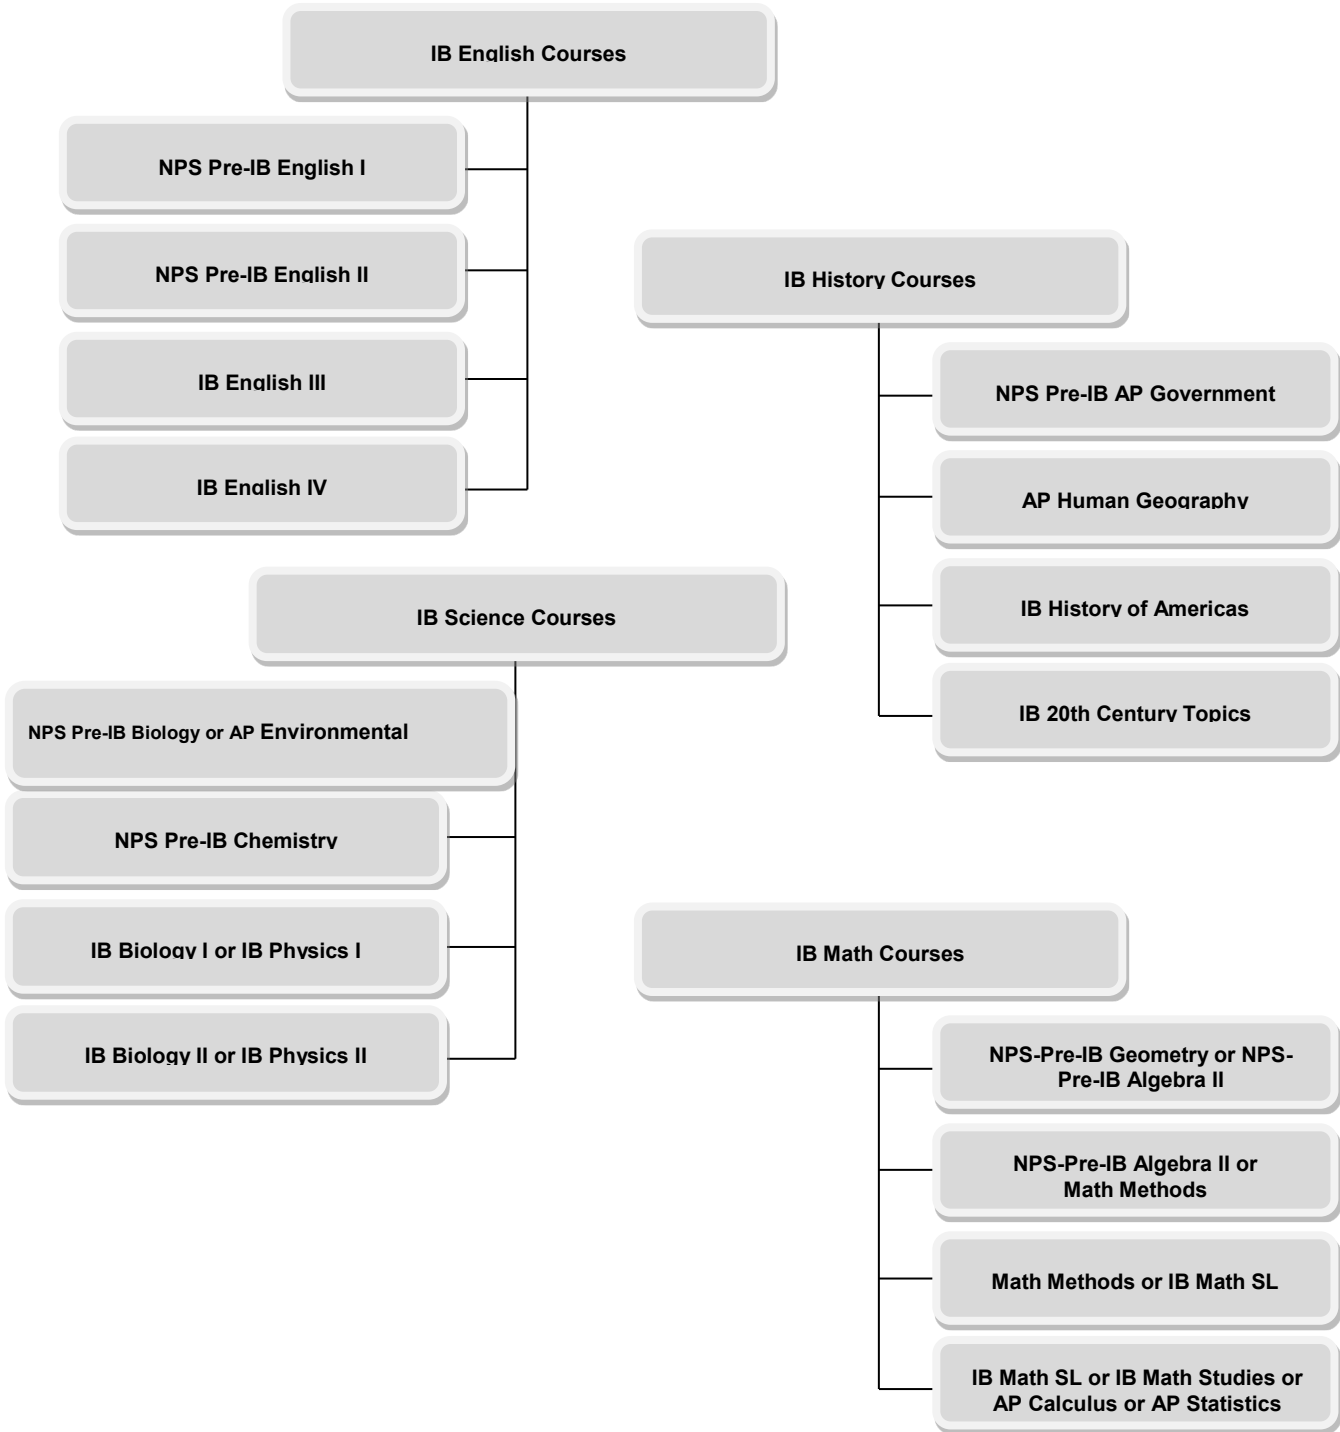 IB English Courses
NPS Pre-IB English I
NPS Pre-IB English II
IB English III
IB English IV
IB History Courses
NPS Pre-IB AP Government
AP Human Geography
IB History of Americas
IB 20th Century Topics
IB Science Courses
NPS Pre-IB Biology or AP Environmental
NPS Pre-IB Chemistry
IB Biology I or IB Physics I
IB Biology II or IB Physics II
IB Math Courses
NPS-Pre-IB Geometry or NPS-
Pre-IB Algebra II
NPS-Pre-IB Algebra II or
Math Methods
Math Methods or IB Math SL
IB Math SL or IB Math Studies or
AP Calculus or AP Statistics